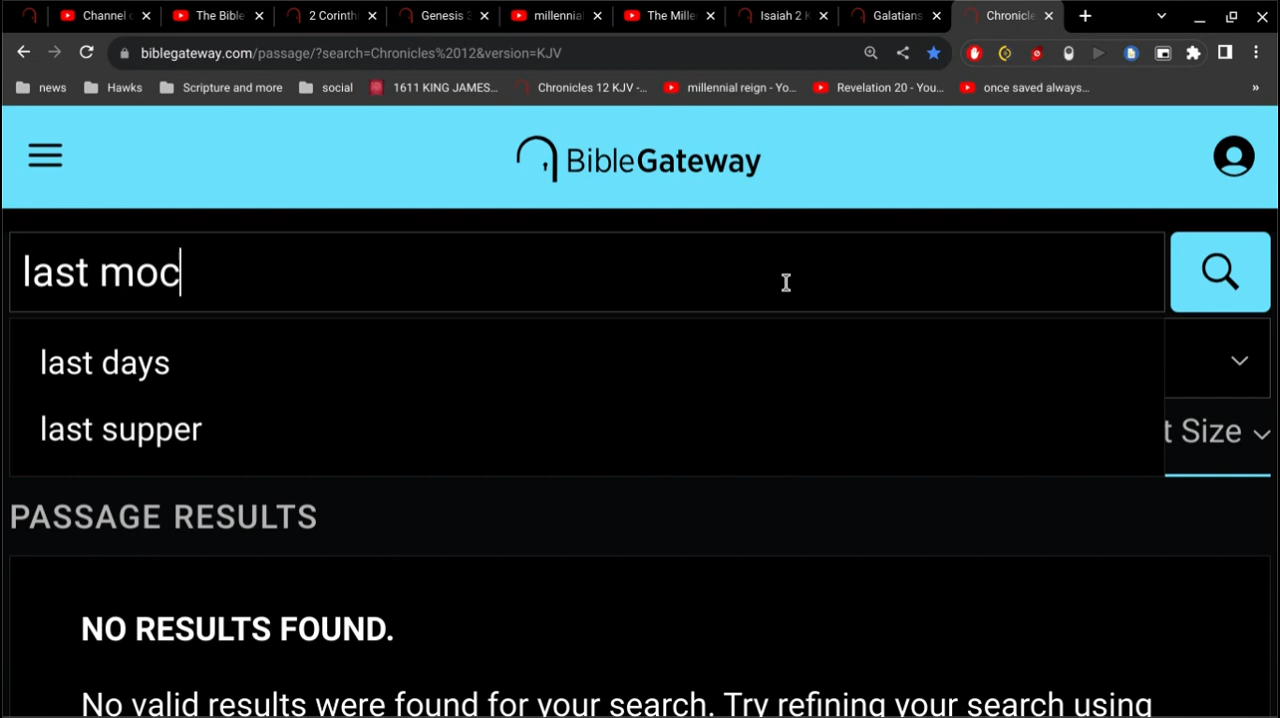 Channel c
The Bible
2 Corinth
Genesis 3
millennia
The Mille
Isaiah 2 K
Galatians
Chronicle
biblegateway.com/passage/?search=Chronicles%2012&version=KJV
news
Hawks
Scripture and more
social
1611 KING JAMES...
Chronicles 12 KJV -...
millennial reign - Yo...
Revelation 20 - You...
once saved always...
»
BibleGateway
last moc
last days
last supper
t Size
PASSAGE RESULTS
NO RESULTS FOUND.
No valid results were found for your search. Try refining your search using